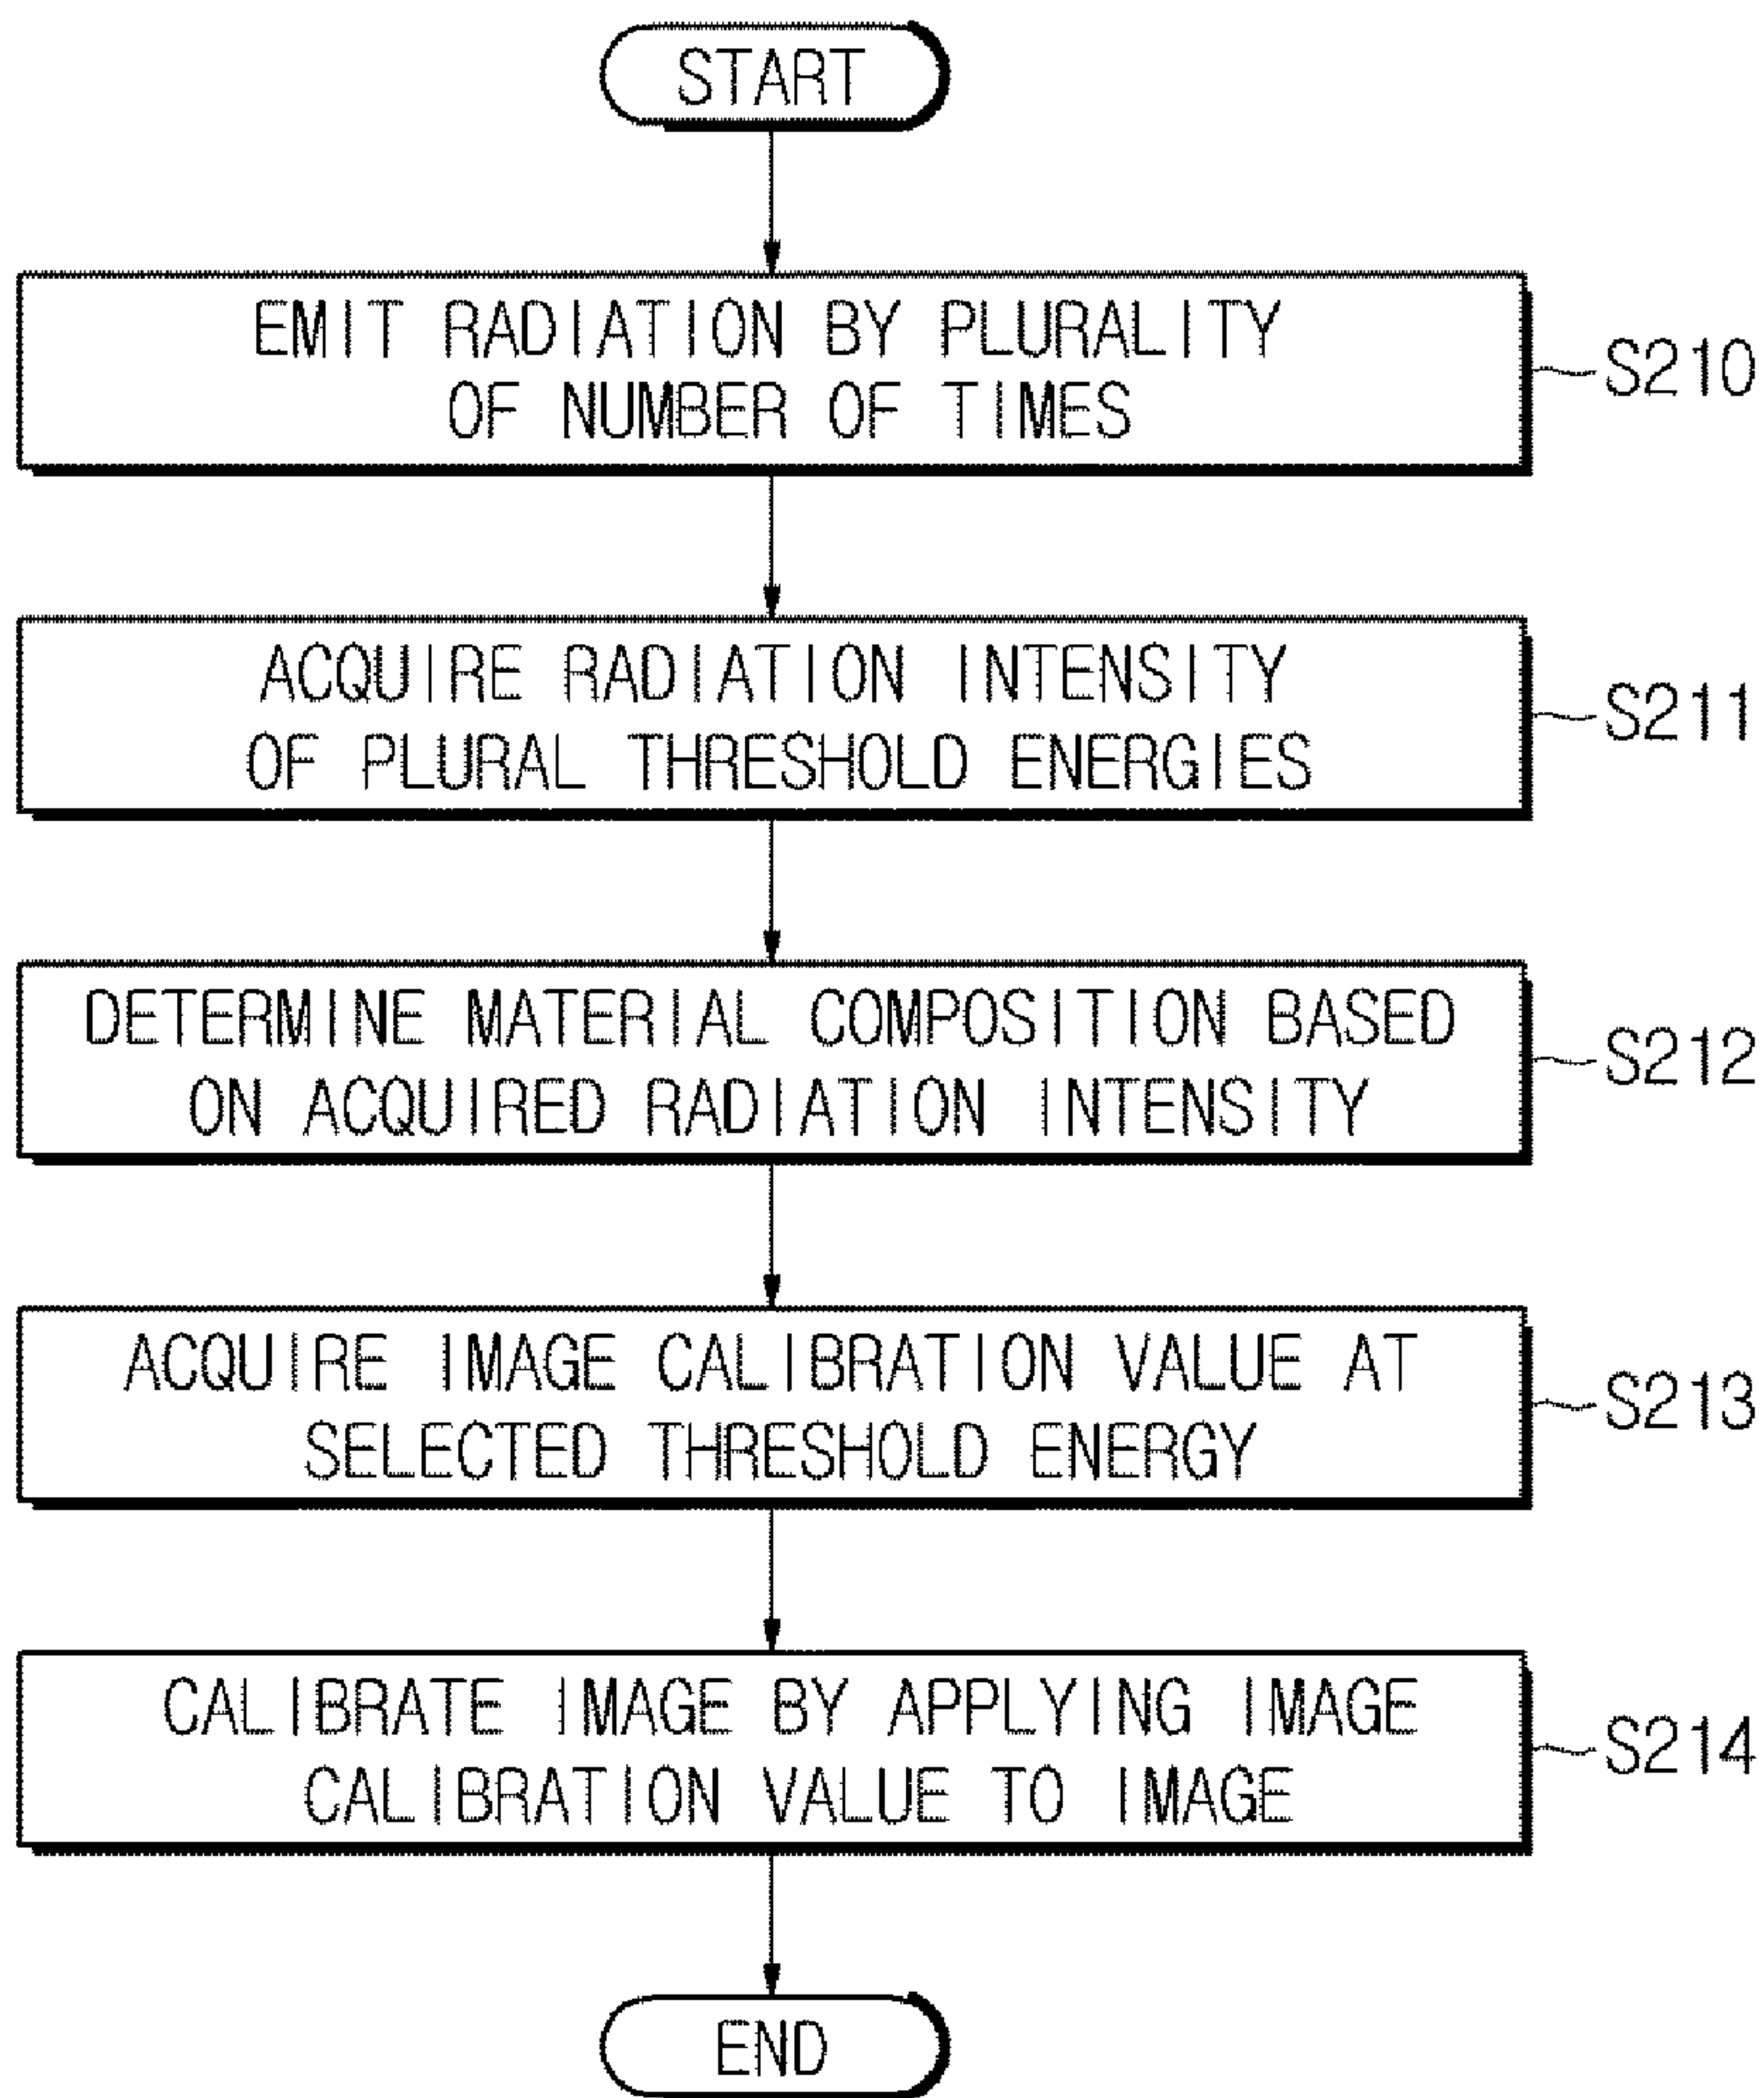 START
EMIT RADIATION BY PLURALITY
OF NUMBER OF TIMES
S210
ACQUIRE RADIATION INTENSITY
OF PLURAL THRESHOLD ENERGIES
S211
DETERMINE MATERIAL COMPOSITION BASED
ON ACQUIRED RADIATION INTENSITY
S212
ACQUIRE IMAGE CALIBRATION VALUE AT
SELECTED THRESHOLD ENERGY
S213
CALIBRATE IMAGE BY APPLYING IMAGE
CALIBRATION VALUE TO IMAGE
S214
END